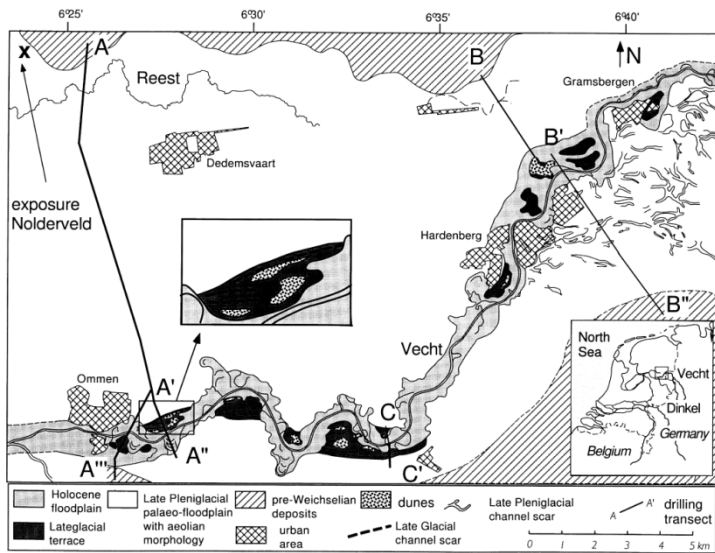 6°25'
6°30'
6°35'
6°40'
A
B
N
x
Reest
Gramsbergen
Dedemsvaart
B'
exposure
Nolderveld
Hardenberg
B"
North
Sea
Vecht
Vecht
Dinkel
Ommen
A'
C
Germany
Belgium
A"
A'''
C'
Holocene
floodplain
Late Pleniglacial
palaeo-floodplain
with aeolian
morphology
pre-Weichselian
deposits
dunes
Late Pleniglacial
channel scar
A A'
drilling
transect
Lateglacial
terrace
urban
area
Late Glacial
channel scar
0 1 2 3 4 5 km